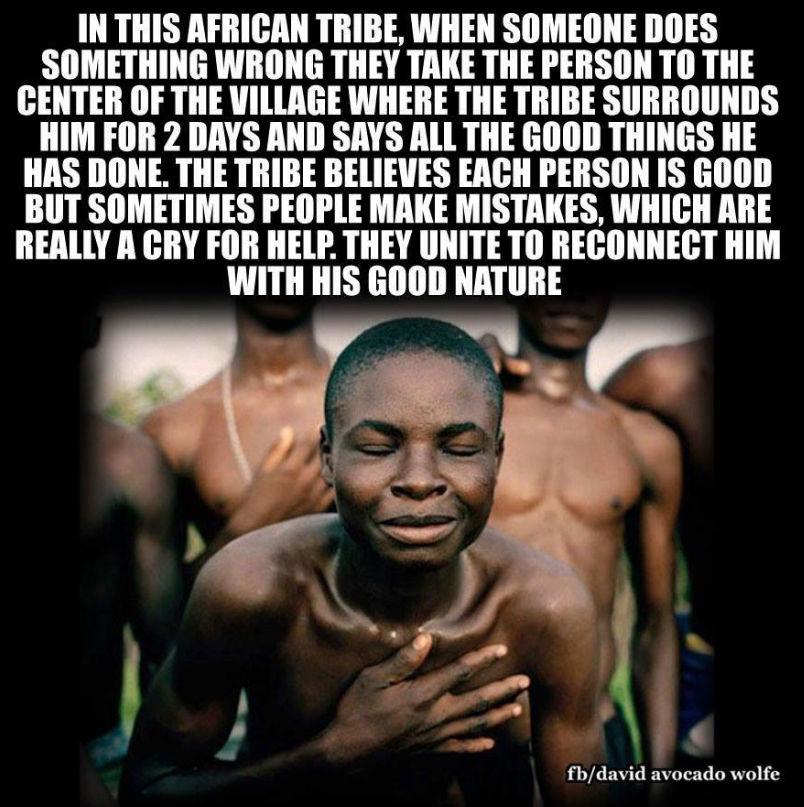 IN THIS AFRICAN TRIBE, WHEN SOMEONE DOES
SOMETHING WRONG THEY TAKE THE PERSON TO THE
CENTER OF THE VILLAGE WHERE THE TRIBE SURROUNDS
HIM FOR 2 DAYS AND SAYS ALL THE GOOD THINGS HE
HAS DONE. THE TRIBE BELIEVES EACH PERSON IS GOOD
BUT SOMETIMES PEOPLE MAKE MISTAKES, WHICH ARE
REALLY A CRY FOR HELP. THEY UNITE TO RECONNECT HIM
WITH HIS GOOD NATURE
fb/david avocado wolfe